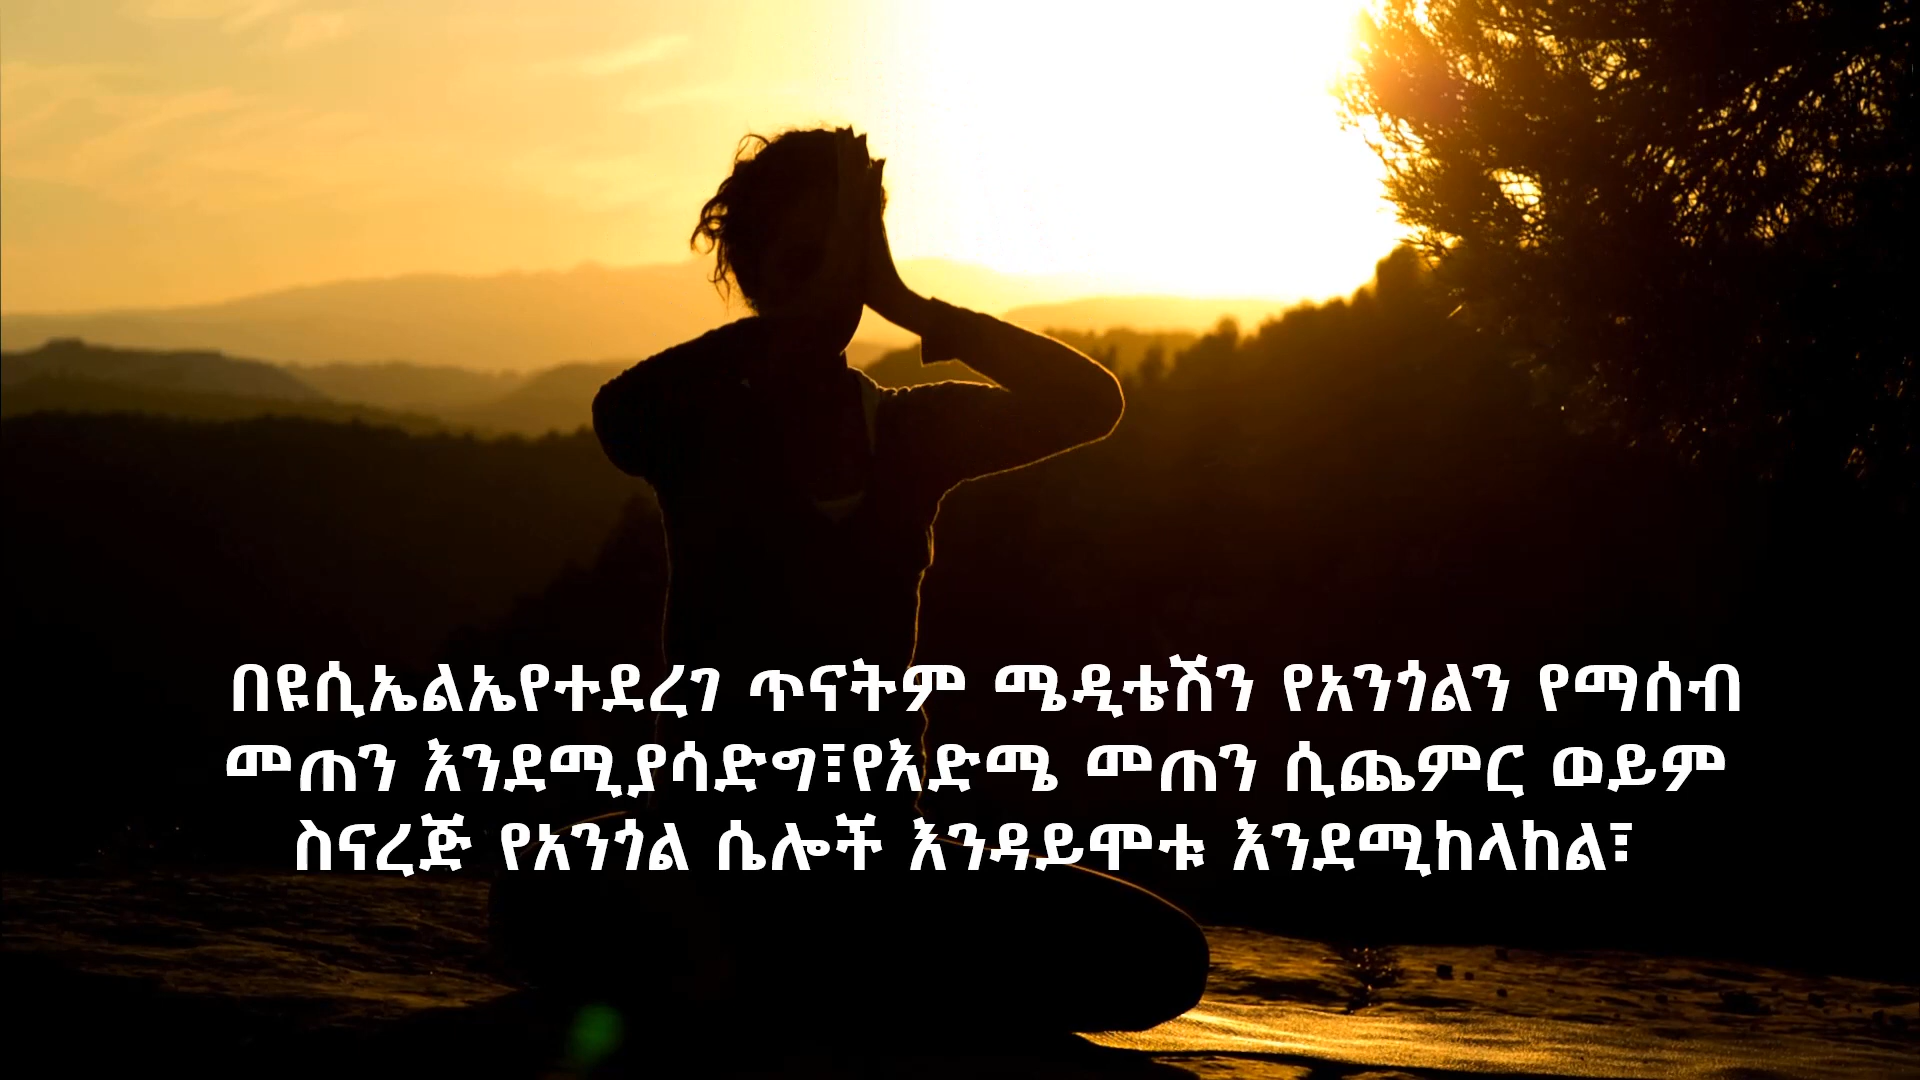 በዩሲኤልኤየተደረገ ጥናትም ሜዲቴሽን የአንጎልን የማሰብ
መጠን እንደሚያሳድግ፣የእድሜ መጠን ሲጨምር ወይም
ስናረጅ የአንጎል ሴሎች እንዳይሞቱ እንደሚከላከል፣